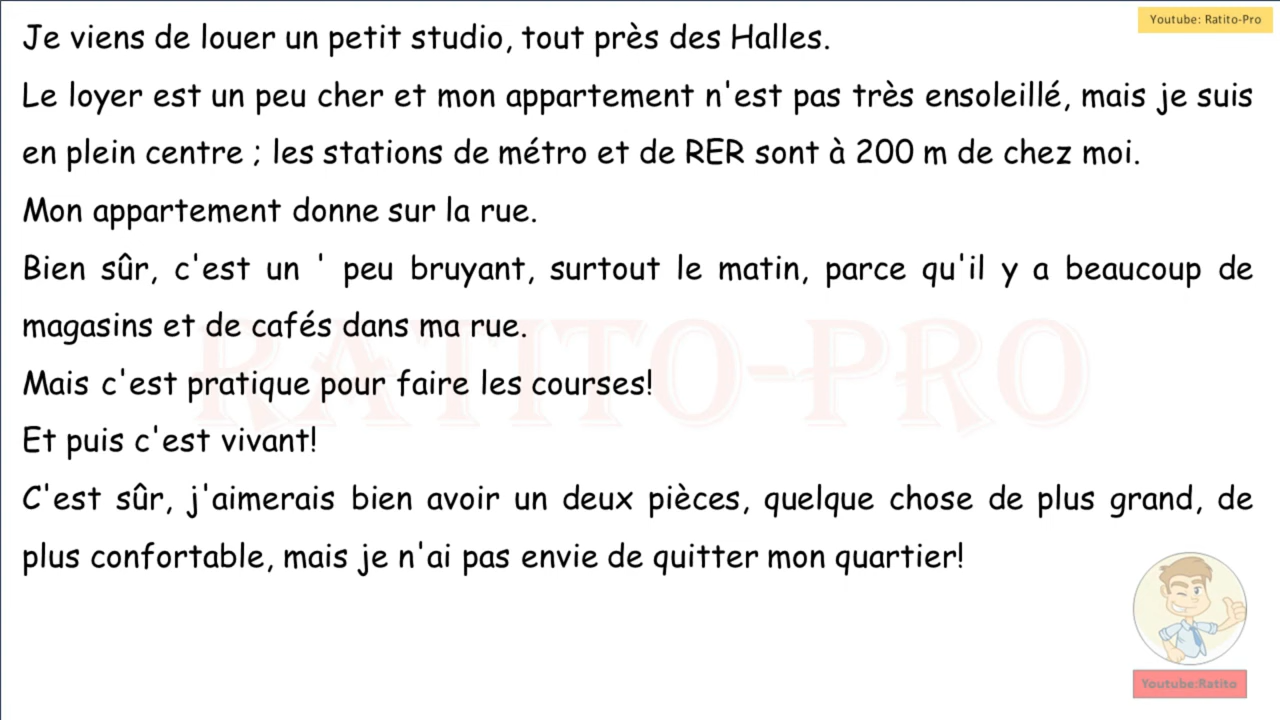 Youtube: Ratito-Pro
Je viens de louer un petit studio, tout près des Halles.
Le loyer est un peu cher et mon appartement n'est pas très ensoleillé, mais je suis
en plein centre ; les stations de métro et de RER sont à 200 m de chez moi.
Mon appartement donne sur la rue.
Bien sûr, c'est un ' peu bruyant, surtout le matin, parce qu'il y a beaucoup de
magasins et de cafés dans ma rue.
RATITO-PRO
Mais c'est pratique pour faire les courses!
Et puis c'est vivant!
C'est sûr, j'aimerais bien avoir un deux pièces, quelque chose de plus grand, de
plus confortable, mais je n'ai pas envie de quitter mon quartier!
Youtube:Ratito